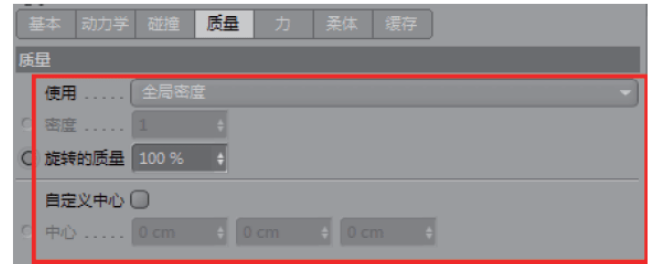 基本 动力学 碰撞 质量 力 柔体 缓存
质量
使用 ..... 全局密度
密度 ..... 1
旋转的质量 100 %
自定义中心
中心 ..... 0 cm 0 cm 0 cm